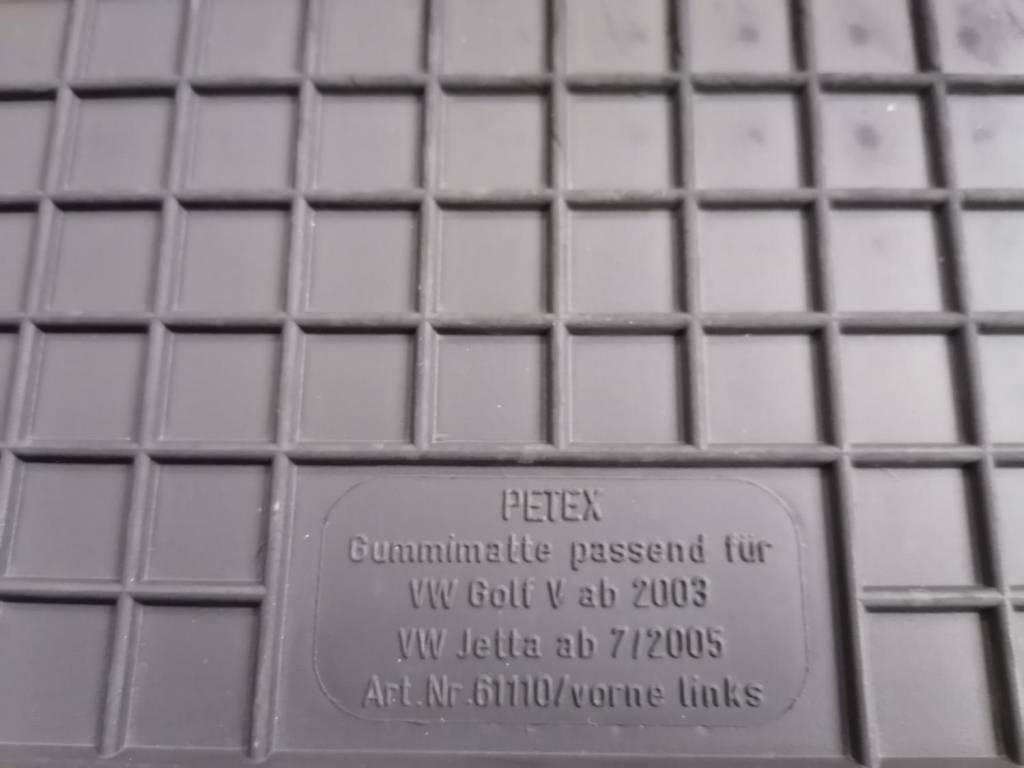 PETEX
Gummimatte passend für
VW Golf V ab 2003
VW Jetta ab 7/2005
Art.Nr.61110/vorne links